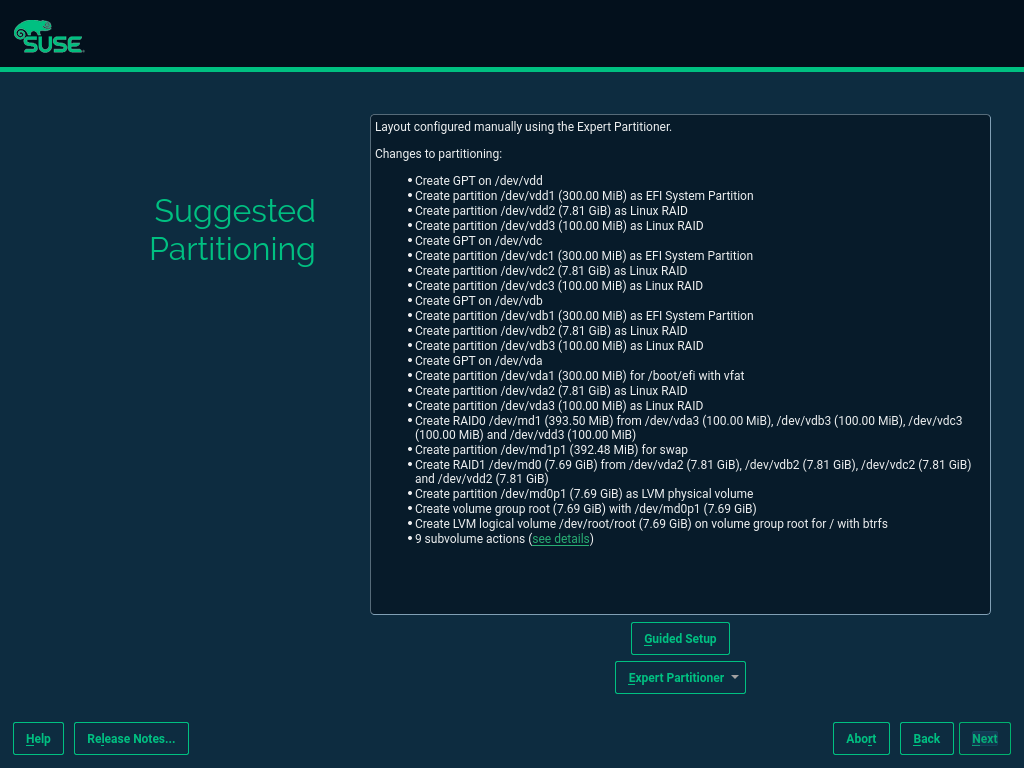 SUSE
Suggested
Partitioning
Layout configured manually using the Expert Partitioner.
Changes to partitioning:
• Create GPT on /dev/vdd
• Create partition /dev/vdd1 (300.00 MiB) as EFI System Partition
• Create partition /dev/vdd2 (7.81 GiB) as Linux RAID
• Create partition /dev/vdd3 (100.00 MiB) as Linux RAID
• Create GPT on /dev/vdc
• Create partition /dev/vdc1 (300.00 MiB) as EFI System Partition
• Create partition /dev/vdc2 (7.81 GiB) as Linux RAID
• Create partition /dev/vdc3 (100.00 MiB) as Linux RAID
• Create GPT on /dev/vdb
• Create partition /dev/vdb1 (300.00 MiB) as EFI System Partition
• Create partition /dev/vdb2 (7.81 GiB) as Linux RAID
• Create partition /dev/vdb3 (100.00 MiB) as Linux RAID
• Create GPT on /dev/vda
• Create partition /dev/vda1 (300.00 MiB) for /boot/efi with vfat
• Create partition /dev/vda2 (7.81 GiB) as Linux RAID
• Create partition /dev/vda3 (100.00 MiB) as Linux RAID
• Create RAID0 /dev/md1 (393.50 MiB) from /dev/vda3 (100.00 MiB), /dev/vdb3 (100.00 MiB), /dev/vdc3
(100.00 MiB) and /dev/vdd3 (100.00 MiB)
• Create partition /dev/md1p1 (392.48 MiB) for swap
• Create RAID1 /dev/md0 (7.69 GiB) from /dev/vda2 (7.81 GiB), /dev/vdb2 (7.81 GiB), /dev/vdc2 (7.81 GiB)
and /dev/vdd2 (7.81 GiB)
• Create partition /dev/md0p1 (7.69 GiB) as LVM physical volume
• Create volume group root (7.69 GiB) with /dev/md0p1 (7.69 GiB)
• Create LVM logical volume /dev/root/root (7.69 GiB) on volume group root for / with btrfs
• 9 subvolume actions (see details)
Guided Setup
Expert Partitioner
Help
Release Notes...
Abort
Back
Next